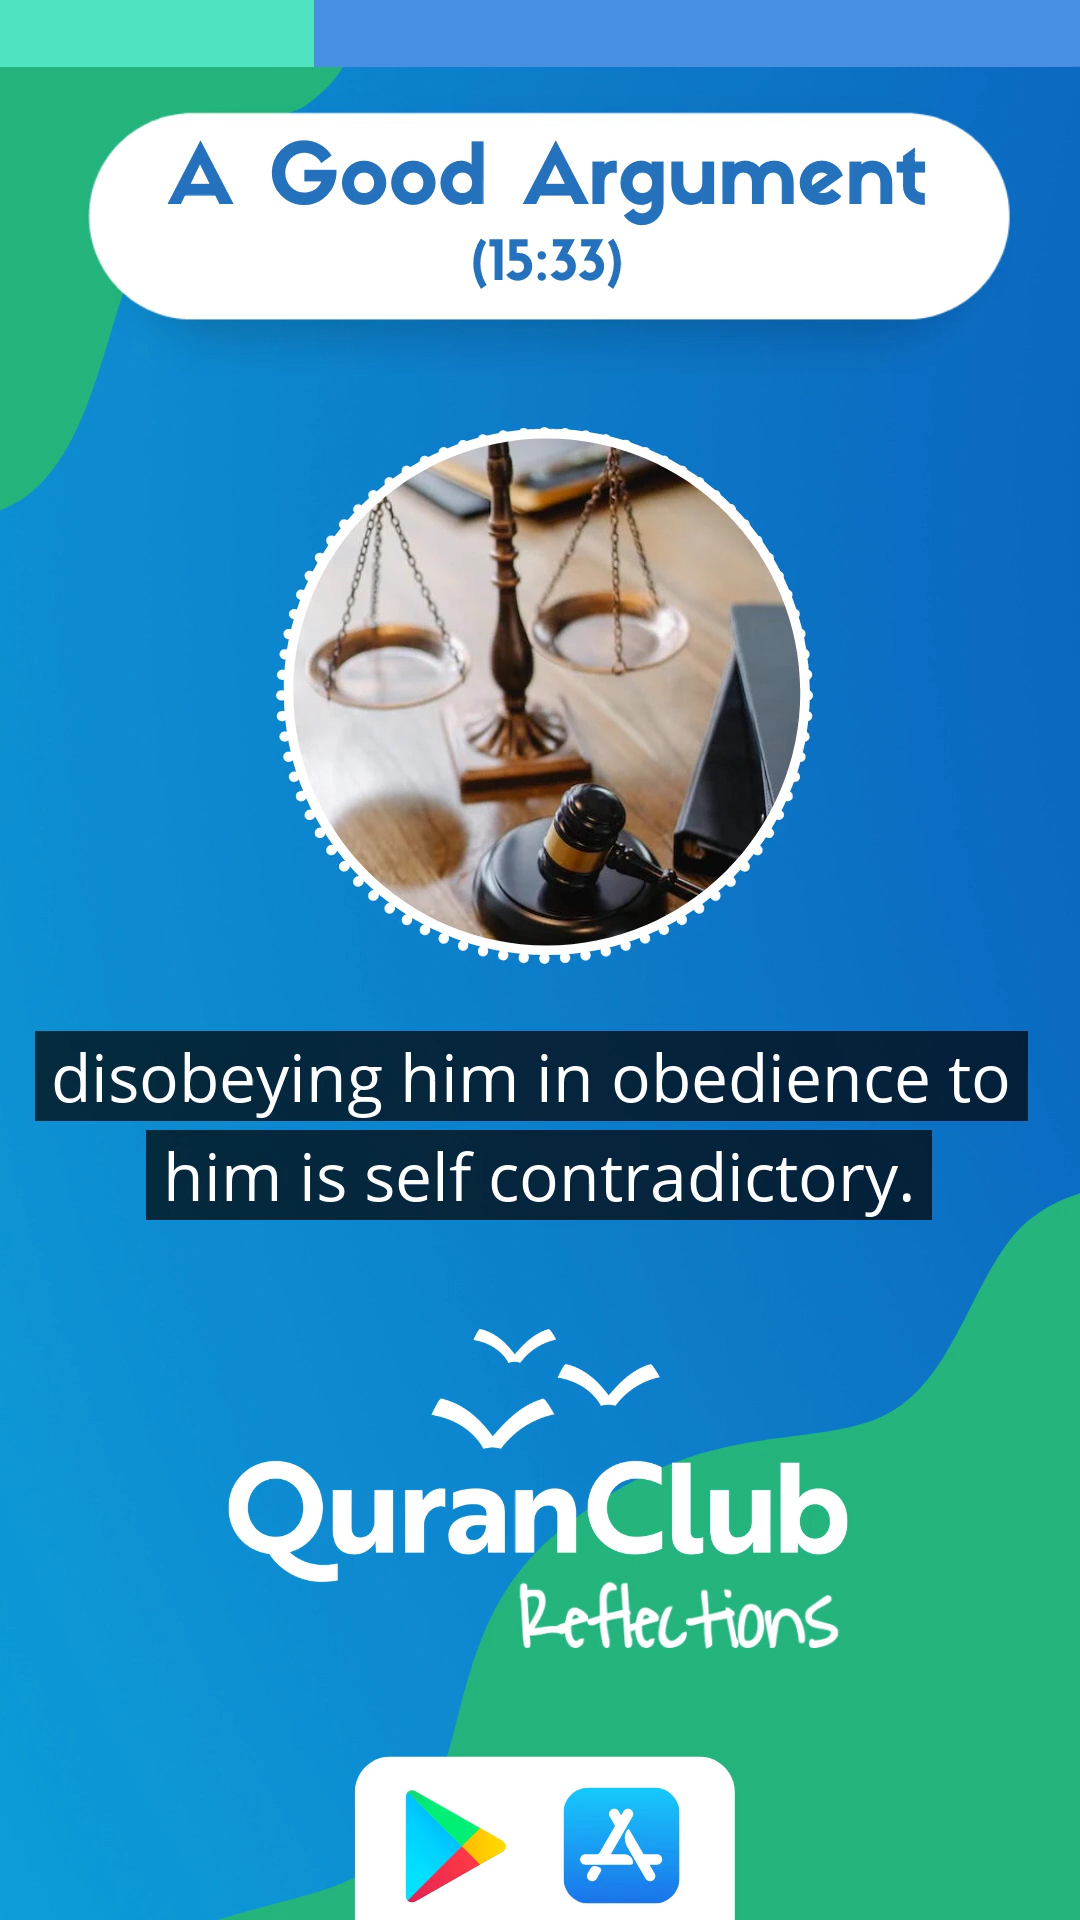 A Good Argument
(15:33)
disobeying him in obedience to
him is self contradictory.
QuranClub
Reflections